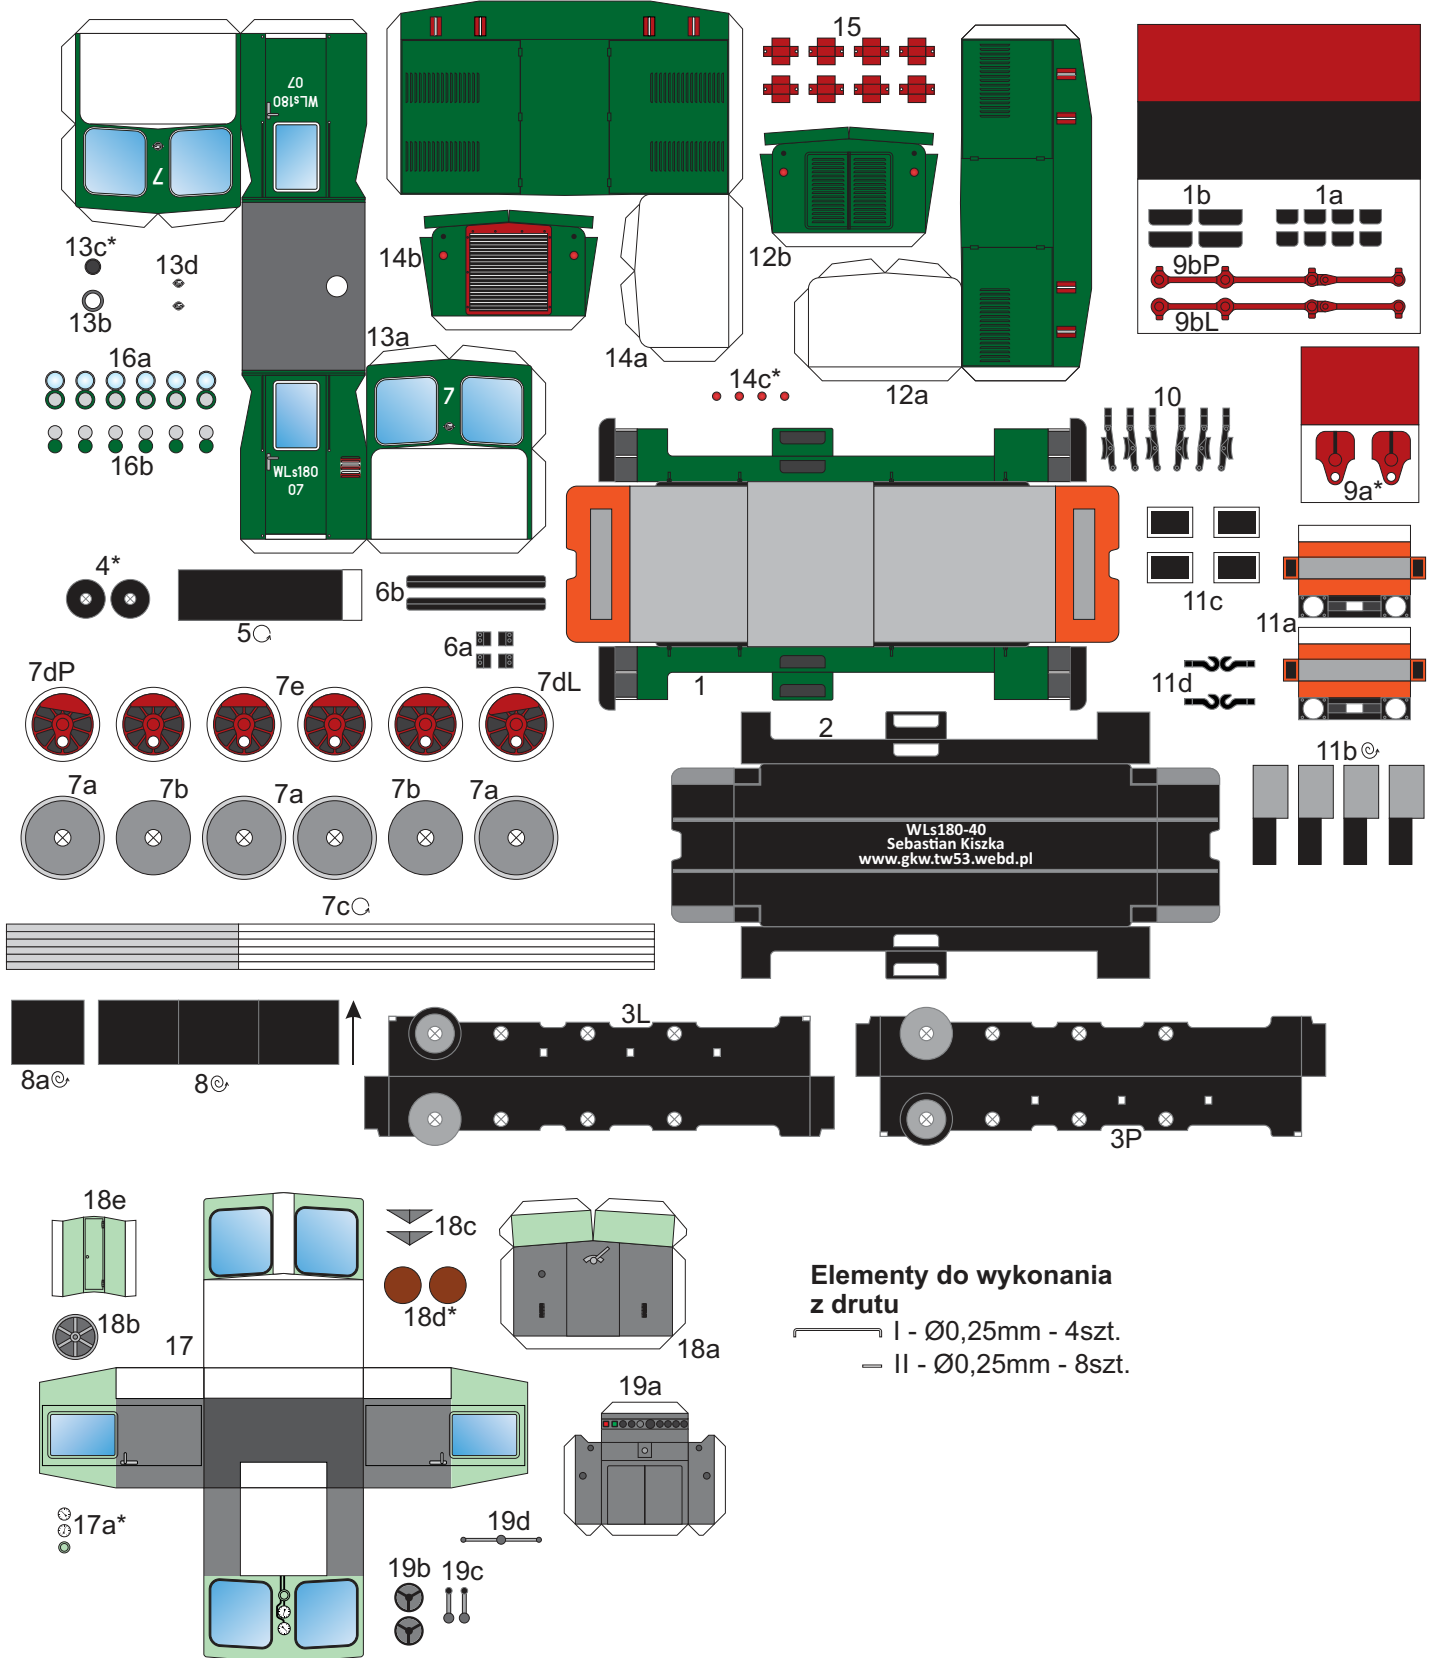 15
WLs180
07
7
1b
1a
13c*
13d
14b
12b
9bP
9bL
13b
13a
14a
12a
16a
14c*
7
10
16b
WLs180
07
9a*
4*
6b
11c
11a
5
6a
7dP
7e
7dL
1
11d
2
11b
7a
7b
7a
7b
7a
WLs180-40
Sebastian Kiszka
www.gkw.tw53.webd.pl
7c
3L
8a
8
3P
18e
18c
18d*
18b
17
18a
Elementy do wykonania
z drutu
I - Ø0,25mm - 4szt.
II - Ø0,25mm - 8szt.
19a
17a*
19d
19b
19c